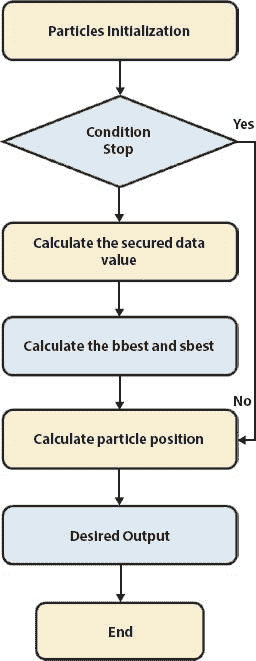 Particles Initialization
Condition
Stop
Yes
Calculate the secured data
value
Calculate the bbest and sbest
No
Calculate particle position
Desired Output
End